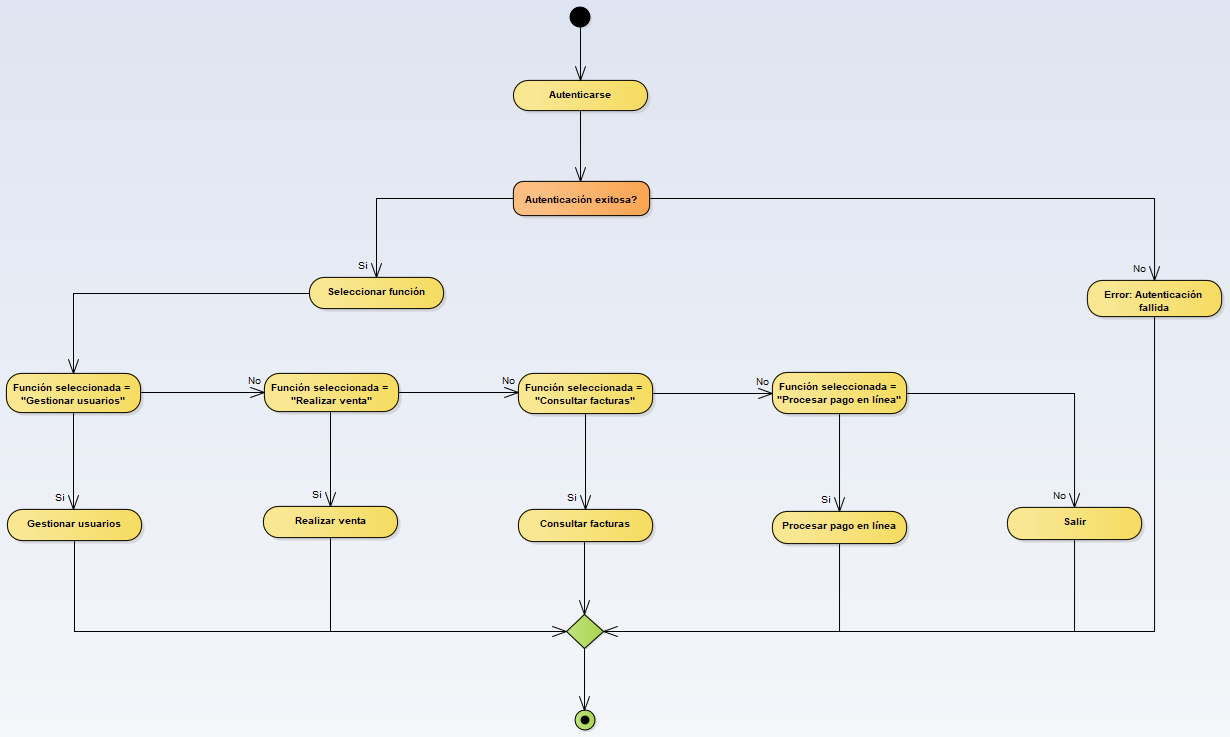 Autenticarse
Autenticación exitosa?
Si
No
Seleccionar función
Error: Autenticación
fallida
Función seleccionada =
"Gestionar usuarios"
No
Función seleccionada =
"Realizar venta"
No
Función seleccionada =
"Consultar facturas"
No
Función seleccionada =
"Procesar pago en línea"
Si
Si
Si
Si
No
Gestionar usuarios
Realizar venta
Consultar facturas
Procesar pago en línea
Salir